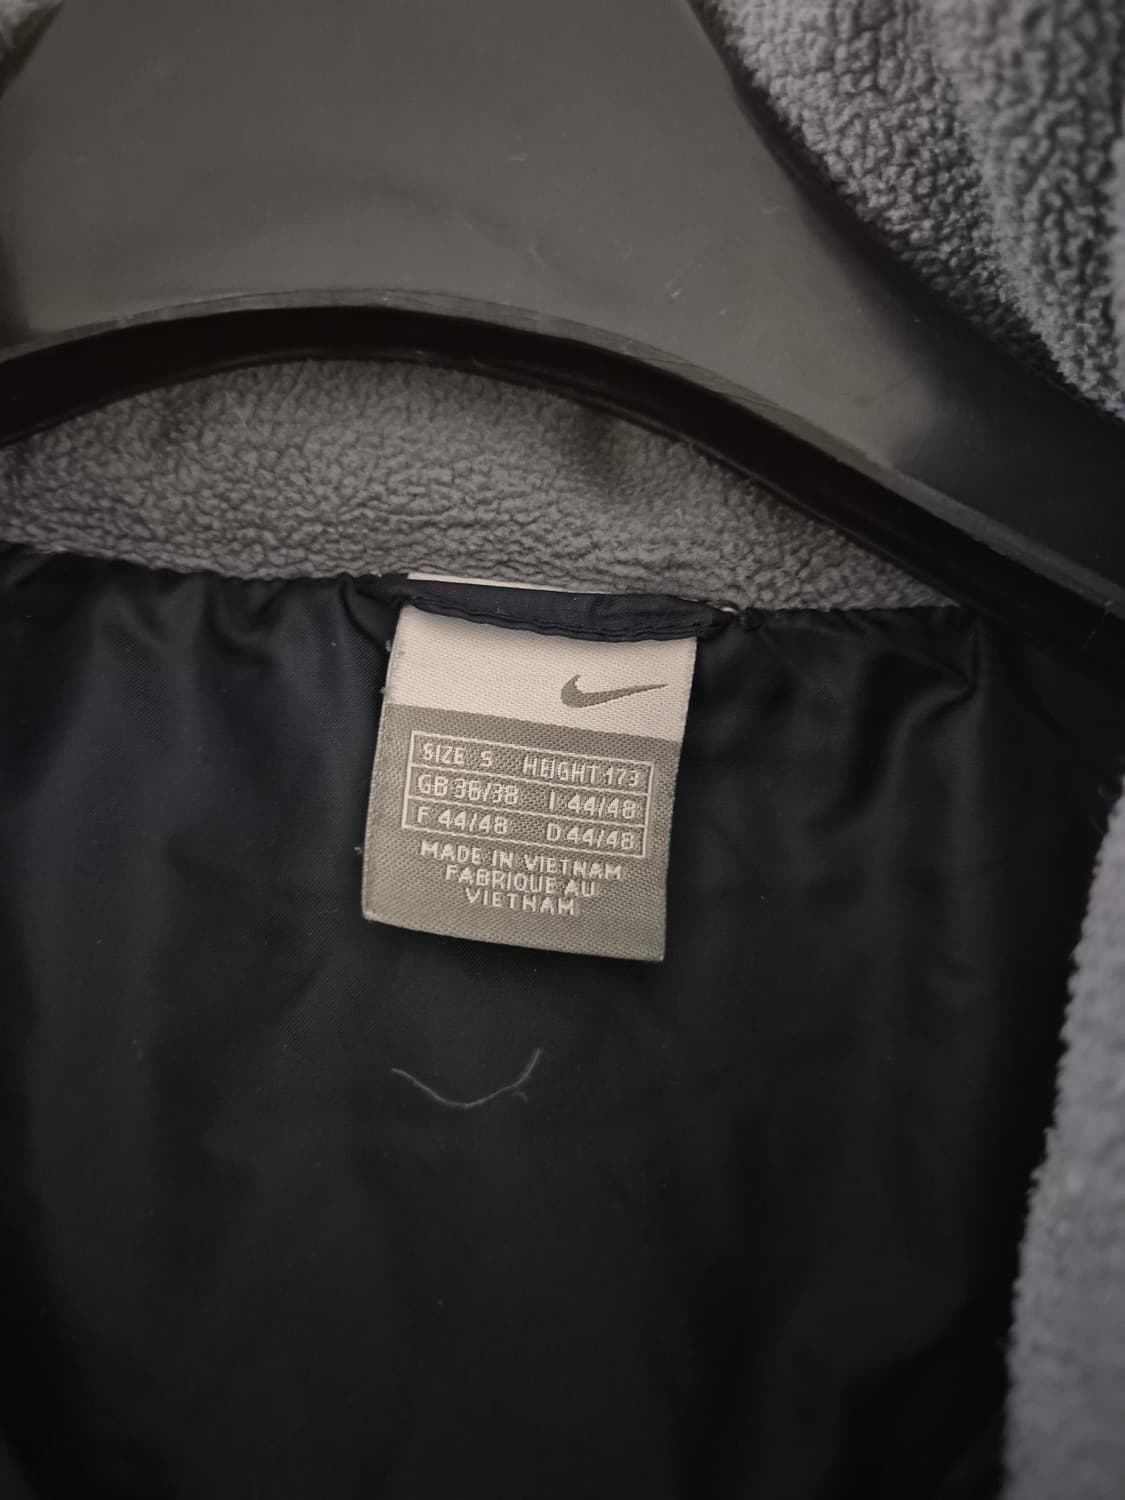 SIZE S HEIGHT 173
GB 36/38 I 44/48
F 44/48 D 44/48
MADE IN VIETNAM
FABRIQUE AU
VIETNAM